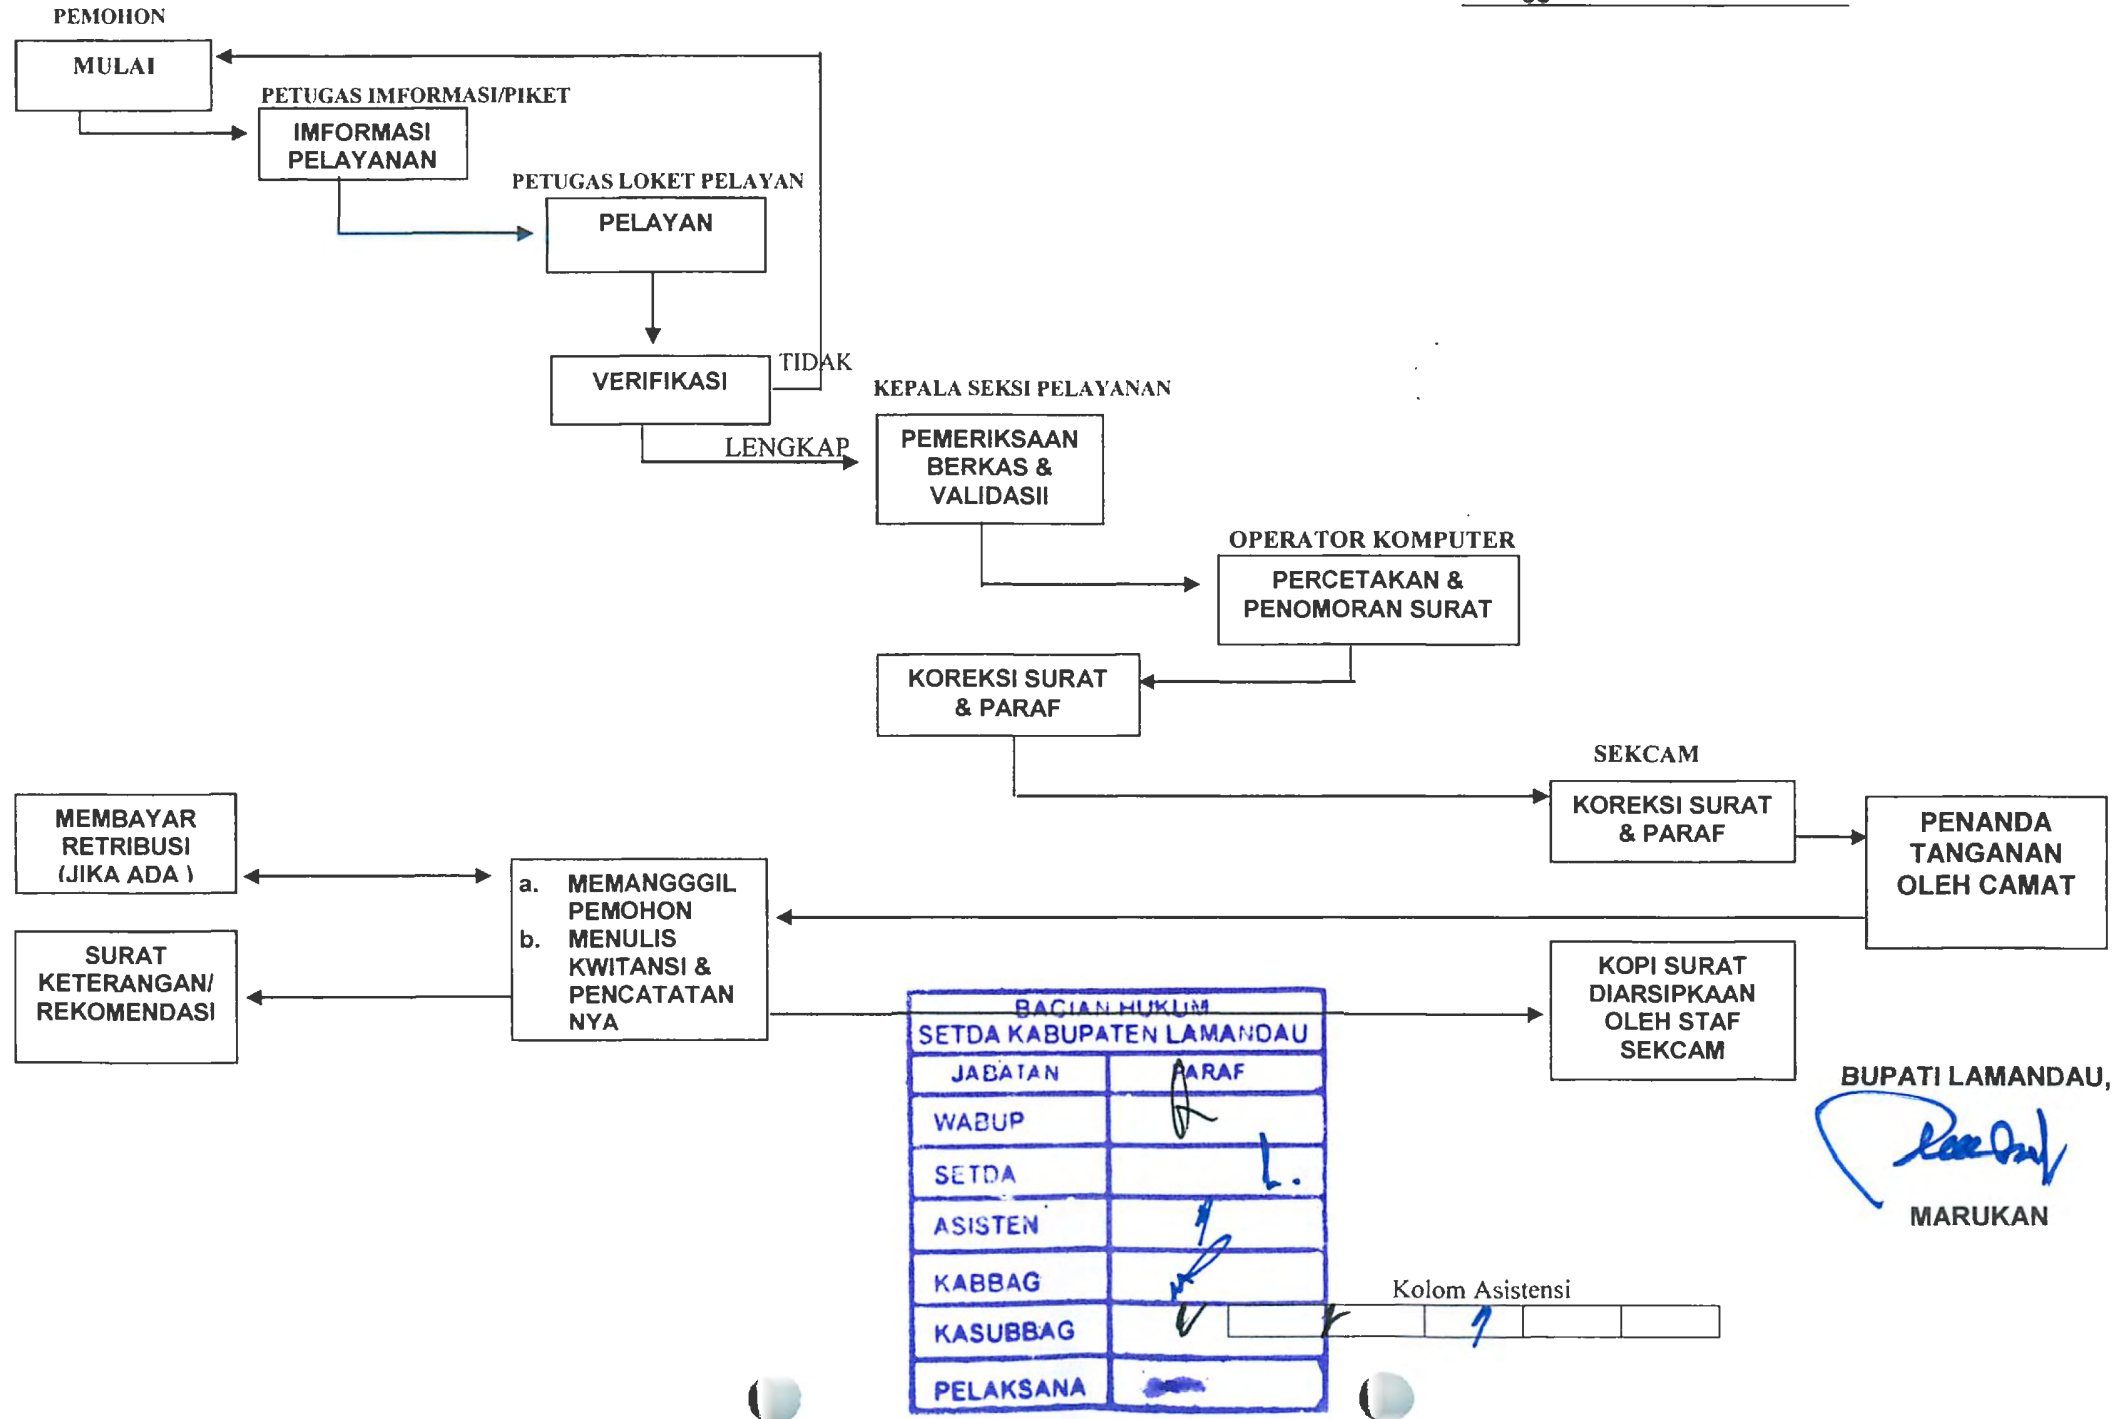 PEMOHON
MULAI
PETUGAS IMFORMASI/PIKET
IMFORMASI
PELAYANAN
PETUGAS LOKET PELAYAN
PELAYAN
VERIFIKASI
TIDAK
LENGKAP
KEPALA SEKSI PELAYANAN
PEMERIKSAAN
BERKAS &
VALIDASII
OPERATOR KOMPUTER
PERCETAKAN &
PENOMORAN SURAT
KOREKSI SURAT
& PARAF
SEKCAM
KOREKSI SURAT
& PARAF
PENANDA
TANGANAN
OLEH CAMAT
MEMBAYAR
RETRIBUSI
(JIKA ADA )
a. MEMANGGGIL
PEMOHON
b. MENULIS
KWITANSI &
PENCATATAN
NYA
SURAT
KETERANGAN/
REKOMENDASI
KOPI SURAT
DIARSIPKAAN
OLEH STAF
SEKCAM
BAGIAN HUKUM
SETDA KABUPATEN LAMANDAU
JABATAN PARAF
WABUP
SETDA
ASISTEN
KABBAG
KASUBBAG
PELAKSANA
BUPATI LAMANDAU,
MARUKAN
Kolom Asistensi